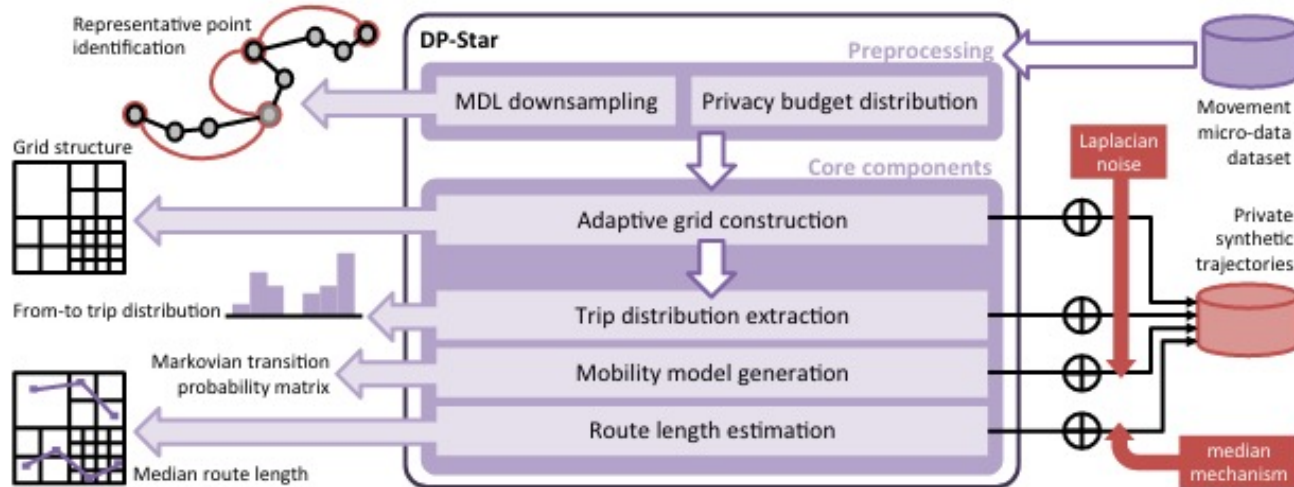 Representative point
identification
DP-Star
Preprocessing
MDL downsampling
Privacy budget distribution
Movement
micro-data
dataset
Laplacian
noise
Grid structure
Core components
Adaptive grid construction
Private
synthetic
trajectories
From-to trip distribution
Trip distribution extraction
Markovian transition
probability matrix
Mobility model generation
Route length estimation
Median route length
median
mechanism